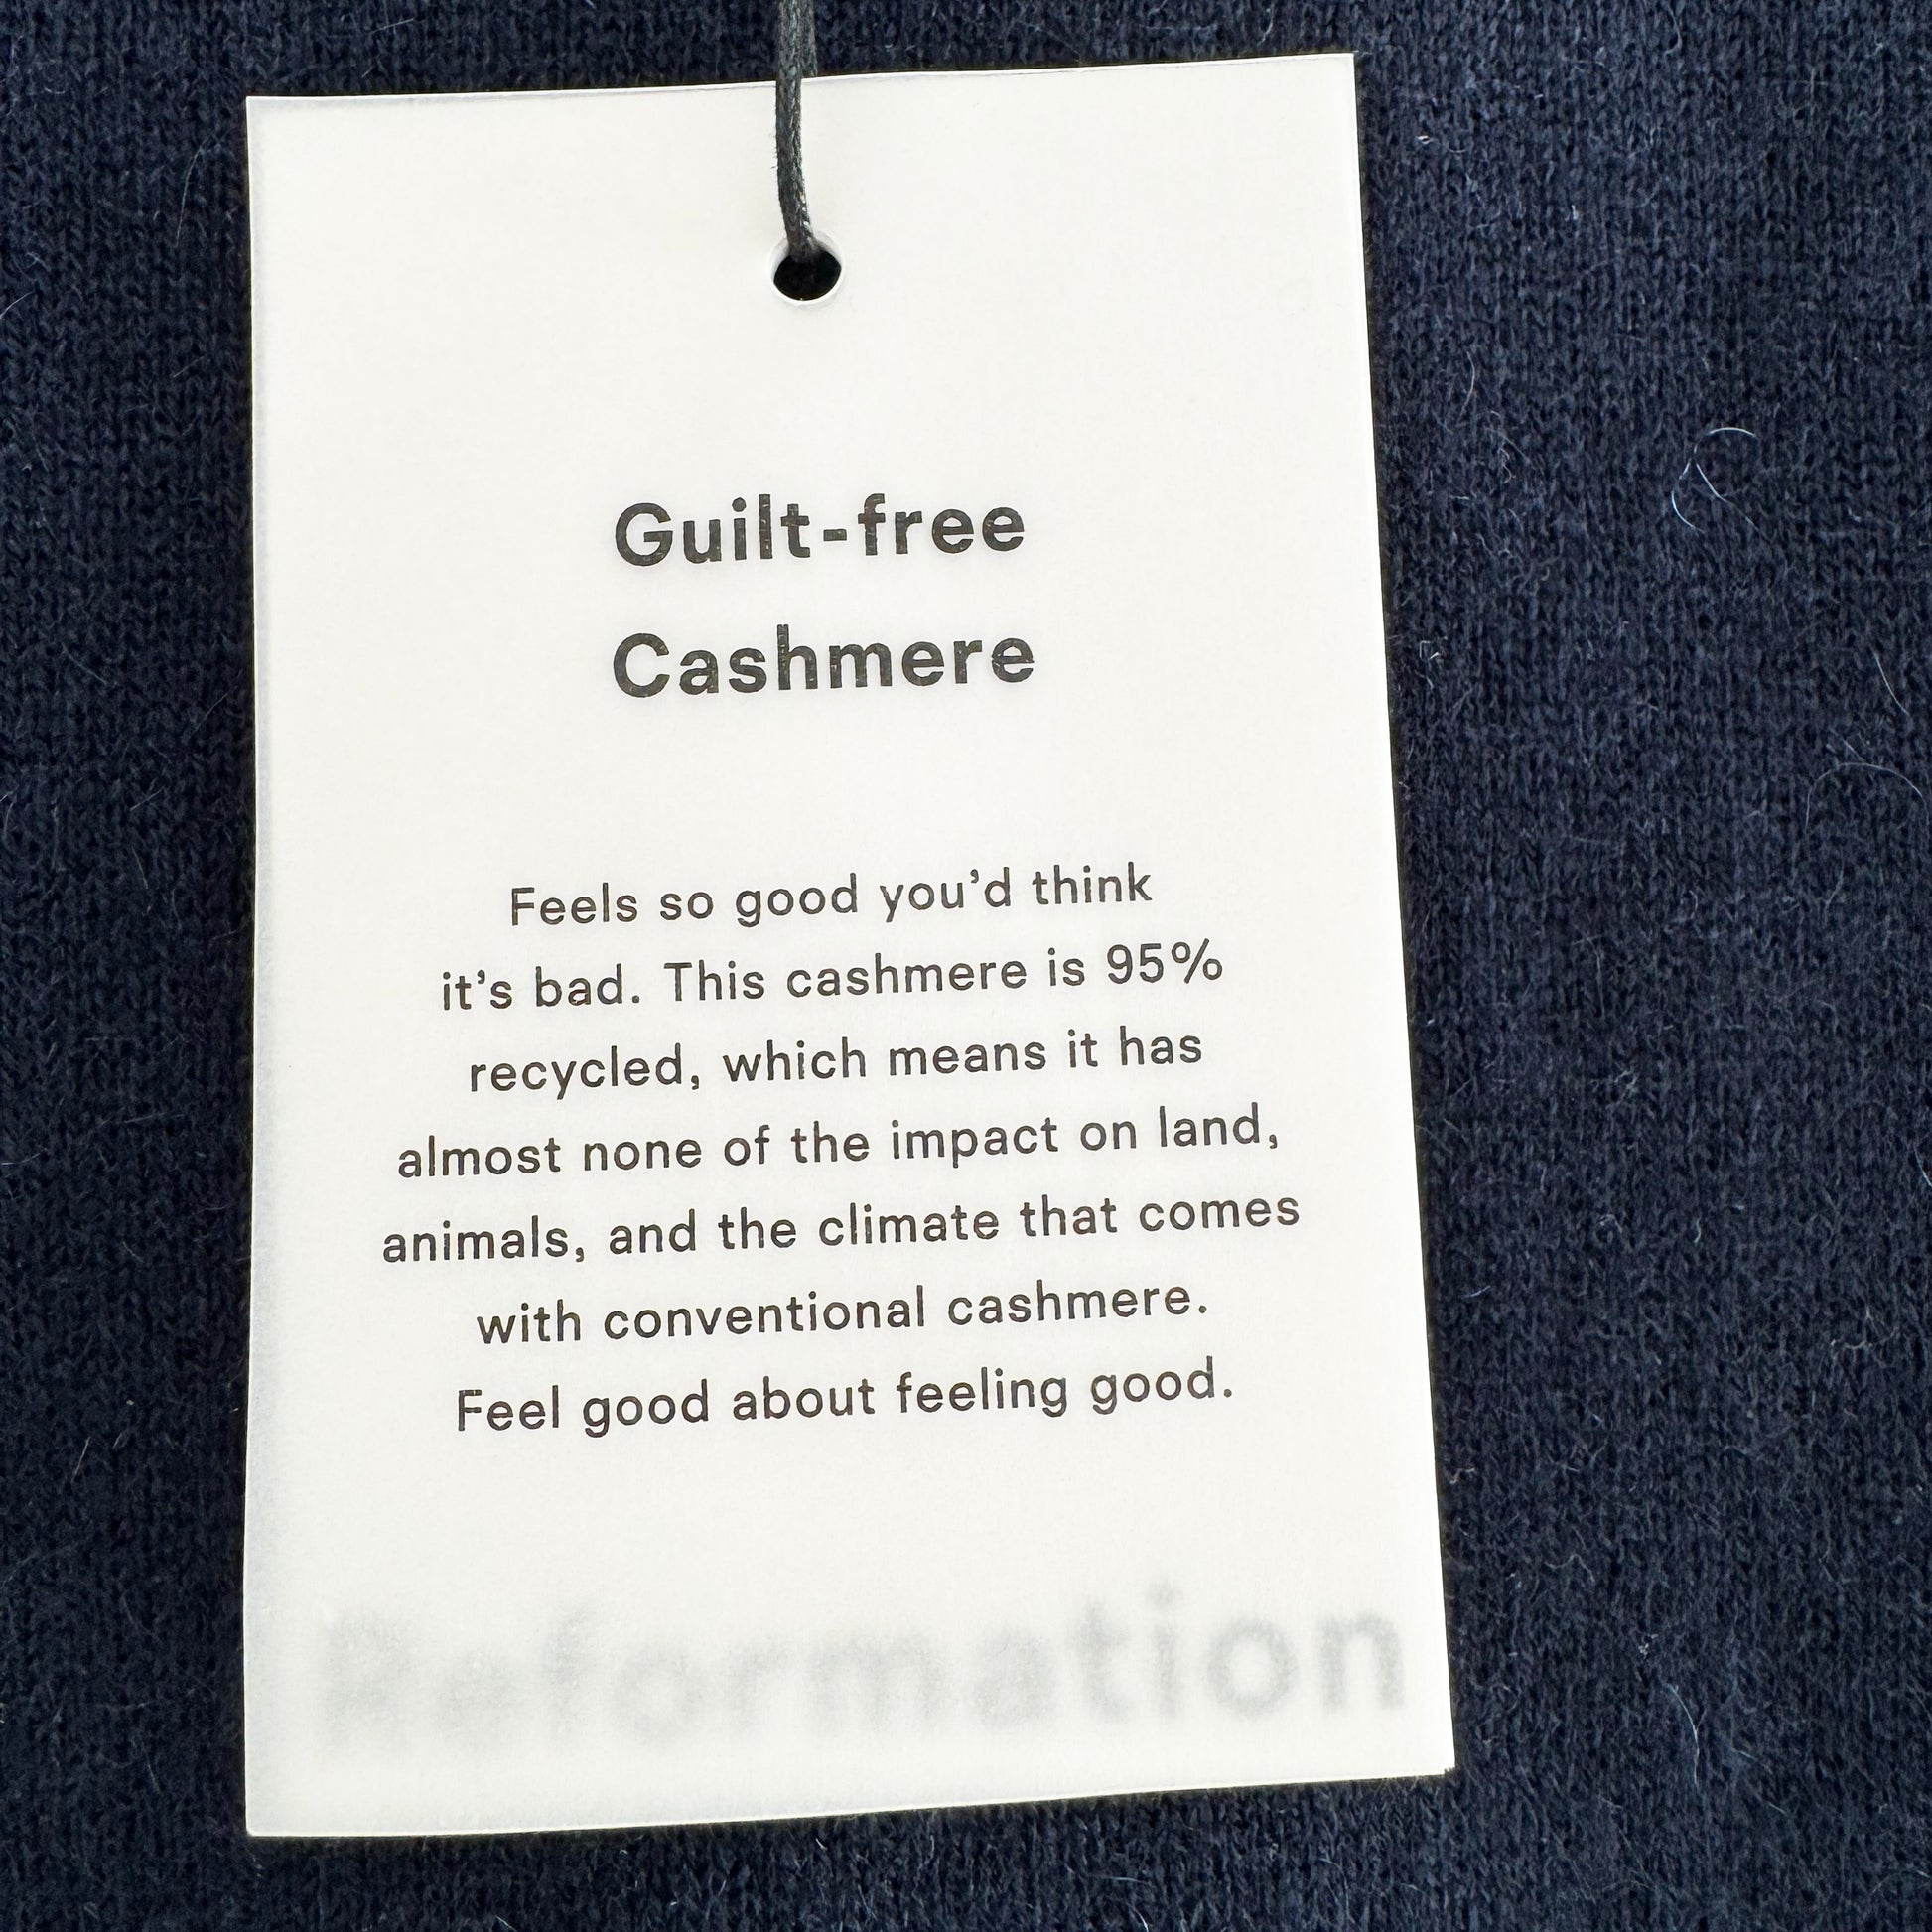 Guilt-free
Cashmere
Feels so good you’d think
it’s bad. This cashmere is 95%
recycled, which means it has
almost none of the impact on land,
animals, and the climate that comes
with conventional cashmere.
Feel good about feeling good.
Reformation